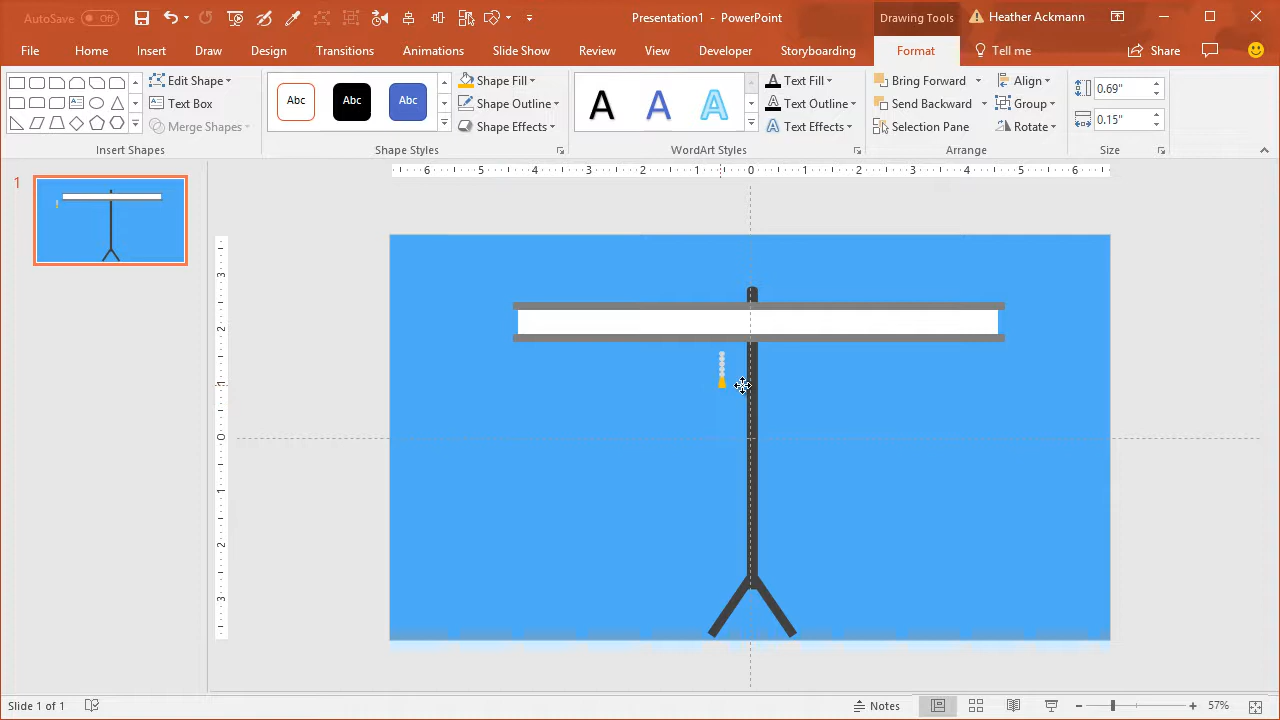 AutoSave Off Presentation1 - PowerPoint Drawing Tools Heather Ackmann
File Home Insert Draw Design Transitions Animations Slide Show Review View Developer Storyboarding Format Tell me Share
Edit Shape Abc Abc Abc Shape Fill A A A Text Fill Bring Forward Align 0.69"
Text Box Shape Outline Text Outline Send Backward Group
Merge Shapes Shape Effects Text Effects Selection Pane Rotate 0.15"
Insert Shapes Shape Styles WordArt Styles Arrange Size
6 5 4 3 2 1 0 1 2 3 4 5 6
1
3
2
1
0
1
2
3
Slide 1 of 1 Notes 57%